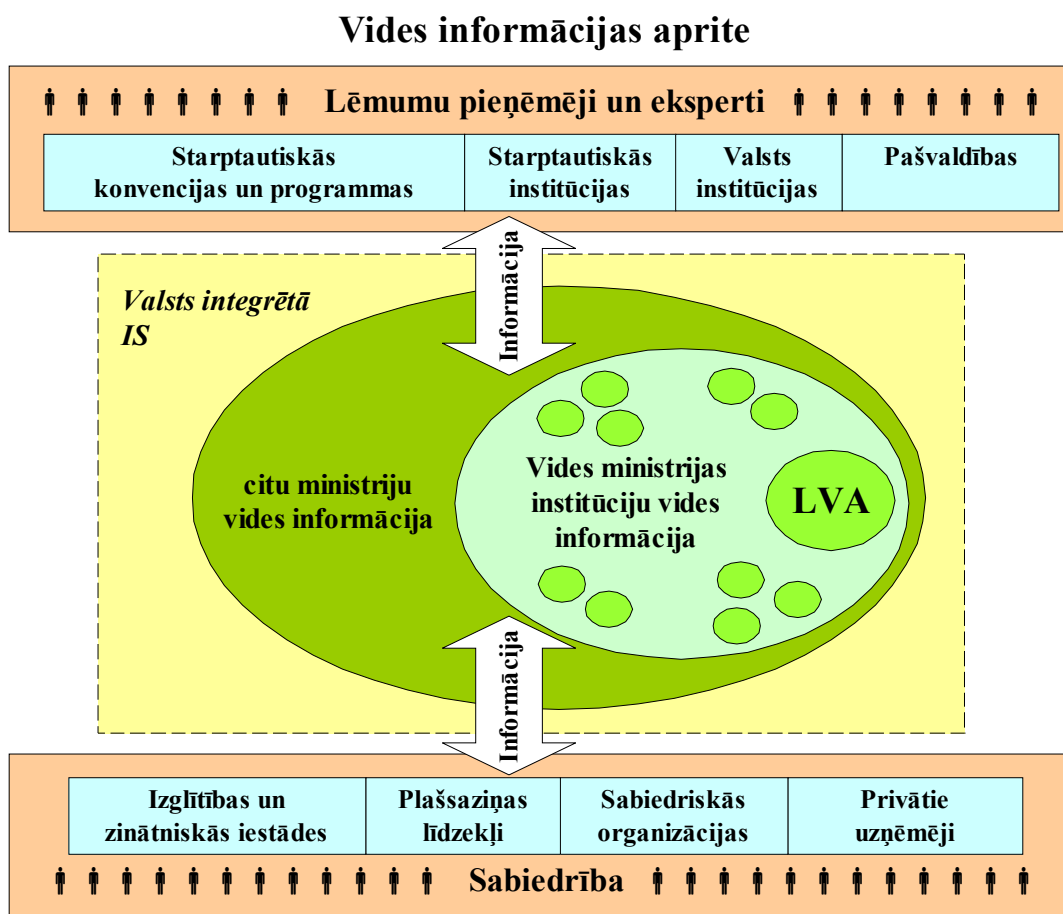 Vides informācijas aprite
Lēmumu pieņēmēji un eksperti
Starptautiskās
konvencijas un programmas
Starptautiskās
institūcijas
Valsts
institūcijas
Pašvaldības
Informācija
Valsts integrētā
IS
citu ministriju
vides informācija
Vides ministrijas
institūciju vides
informācija
LVA
Informācija
Izglītības un
zinātniskās iestādes
Plašsaziņas
līdzekļi
Sabiedriskās
organizācijas
Privātie
uzņēmēji
Sabiedrība